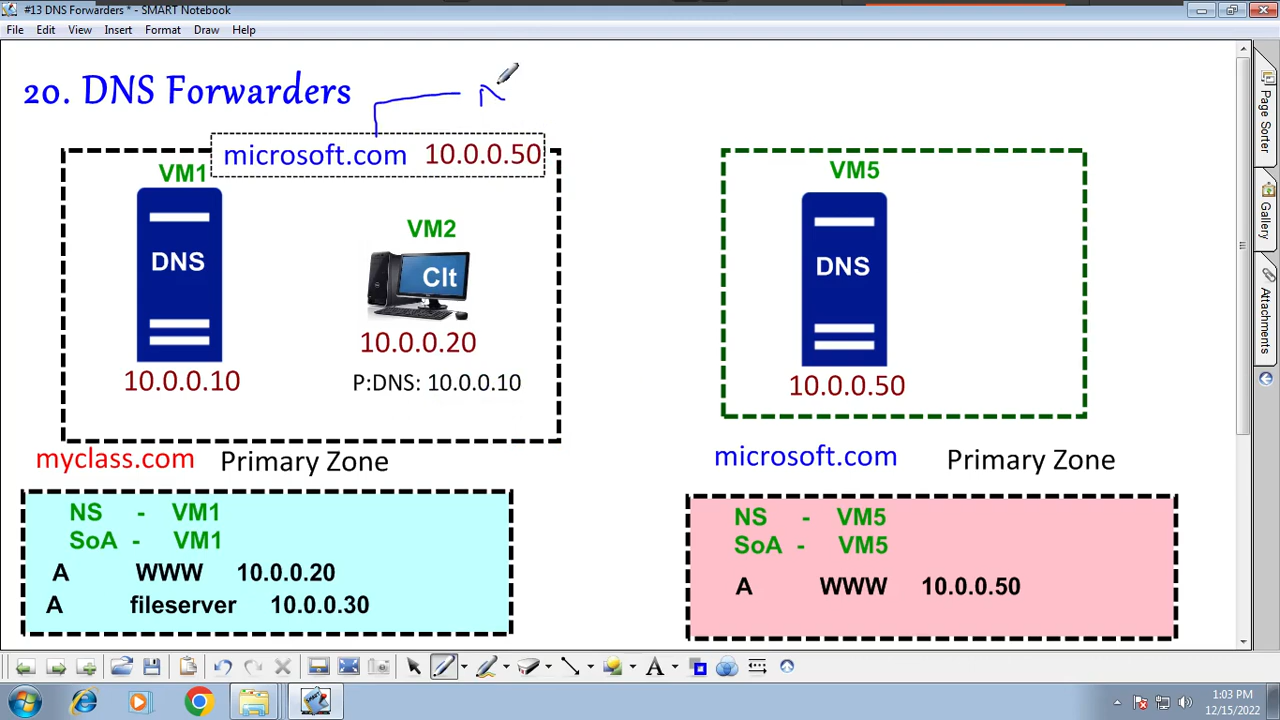 #13 DNS Forwarders * - SMART Notebook
File Edit View Insert Format Draw Help
20. DNS Forwarders
microsoft.com 10.0.0.50
VM1
DNS
10.0.0.10
VM2
Clt
10.0.0.20
P:DNS: 10.0.0.10
VM5
DNS
10.0.0.50
myclass.com Primary Zone
NS - VM1
SoA - VM1
A WWW 10.0.0.20
A fileserver 10.0.0.30
microsoft.com Primary Zone
NS - VM5
SoA - VM5
A WWW 10.0.0.50
Page Sorter
Gallery
Attachments
A
1:03 PM
12/15/2022